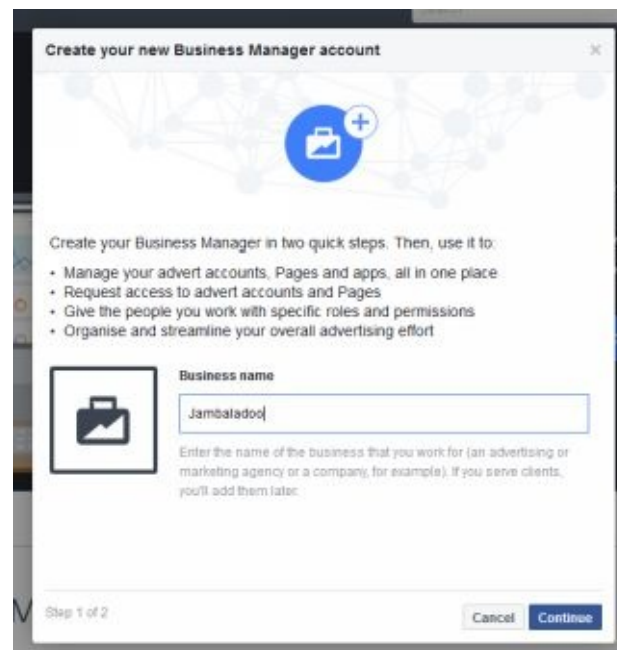 Create your new Business Manager account
Create your Business Manager in two quick steps. Then, use it to:
• Manage your advert accounts, Pages and apps, all in one place
• Request access to advert accounts and Pages
• Give the people you work with specific roles and permissions
• Organise and streamline your overall advertising effort
Business name
Jambaladoo
Enter the name of the business that you work for (an advertising or
marketing agency or a company, for example). If you serve clients,
you'll add them later.
M
Step 1 of 2
Cancel
Continue